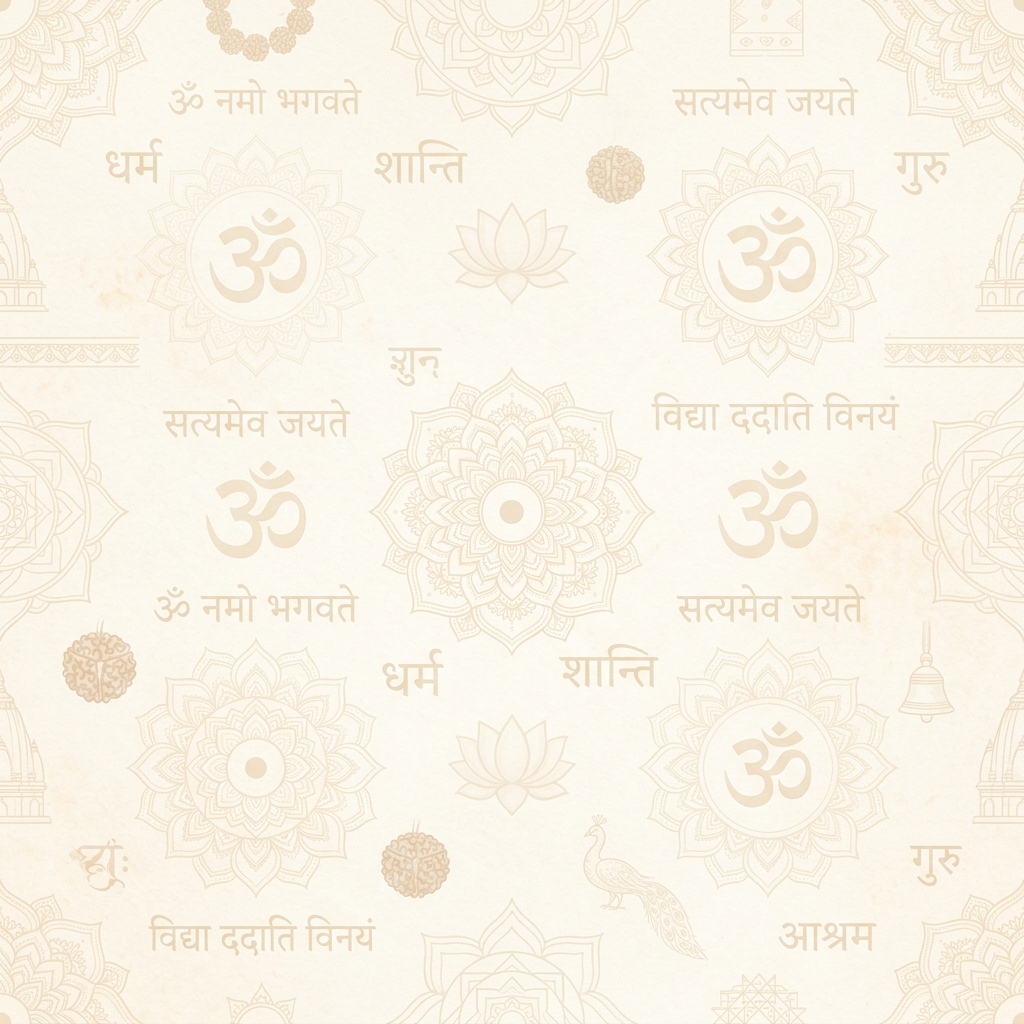 ॐ नमो भगवते
सत्यमेव जयते
धर्म
शान्ति
गुरु
ॐ
ॐ
सत्यमेव जयते
विद्या ददाति विनयं
ॐ
ॐ
ॐ नमो भगवते
सत्यमेव जयते
धर्म
शान्ति
ॐ
गुरु
विद्या ददाति विनयं
आश्रम